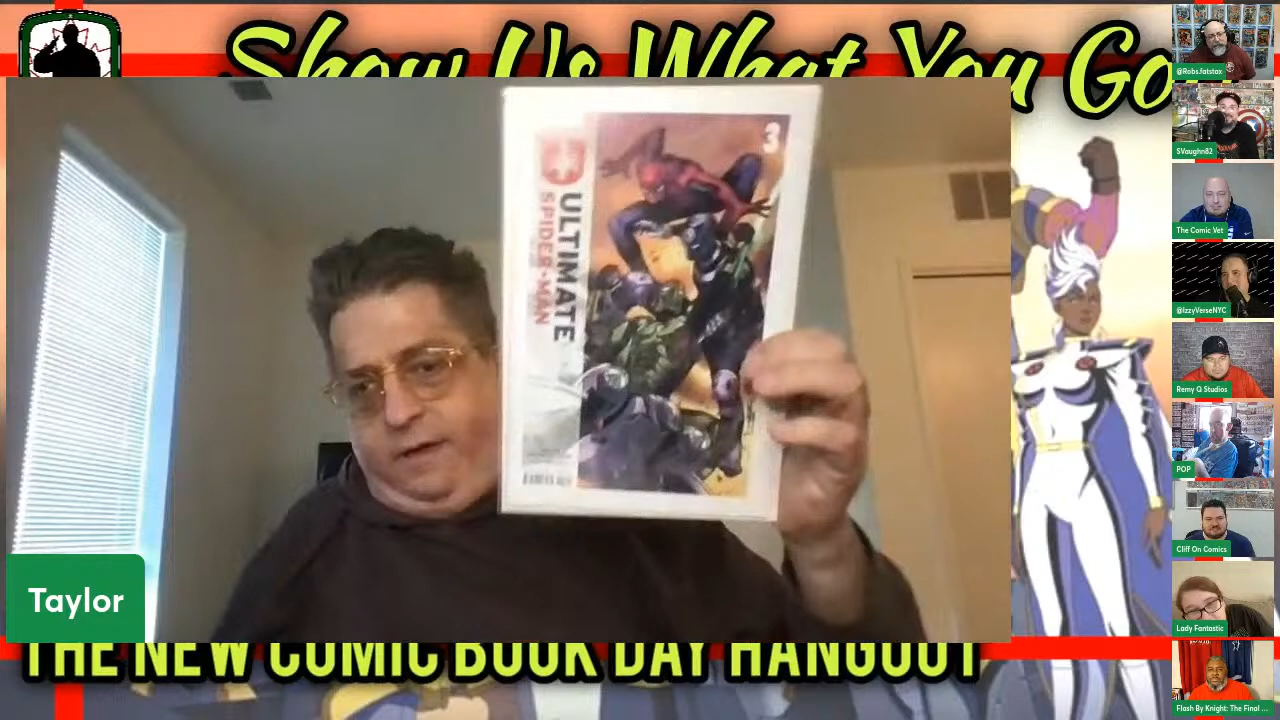 Show Us What You Go
3
ULTIMATE
SPIDER-MAN
Taylor
THE NEW COMIC BOOK DAY HANGOUT
@Robs.fatstax
SVaughn82
The Comic Vet
@IzzyVerseNYC
Remy Q Studios
POP
Cliff On Comics
Lady Fantastic
Flash By Knight: The Final ...